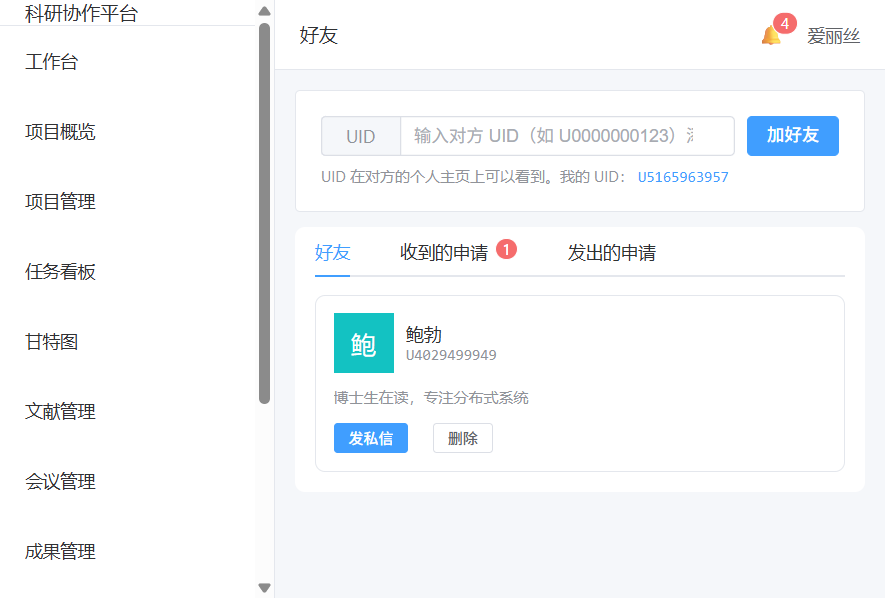 科研协作平台
工作台
项目概览
项目管理
任务看板
甘特图
文献管理
会议管理
成果管理
好友
4
爱丽丝
UID
输入对方 UID（如 U0000000123）
加好友
UID 在对方的个人主页上可以看到。我的 UID： U5165963957
好友 收到的申请 1 发出的申请
鲍
鲍勃
U4029499949
博士生在读，专注分布式系统
发私信 删除